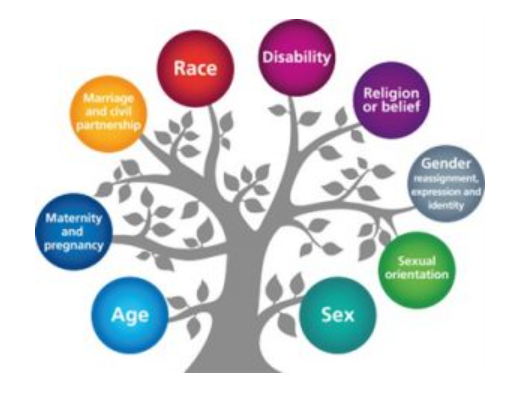 Race
Disability
Marriage
and civil
partnership
Religion
or belief
Gender
reassignment,
expression and
identity
Maternity
and
pregnancy
Sexual
orientation
Age
Sex